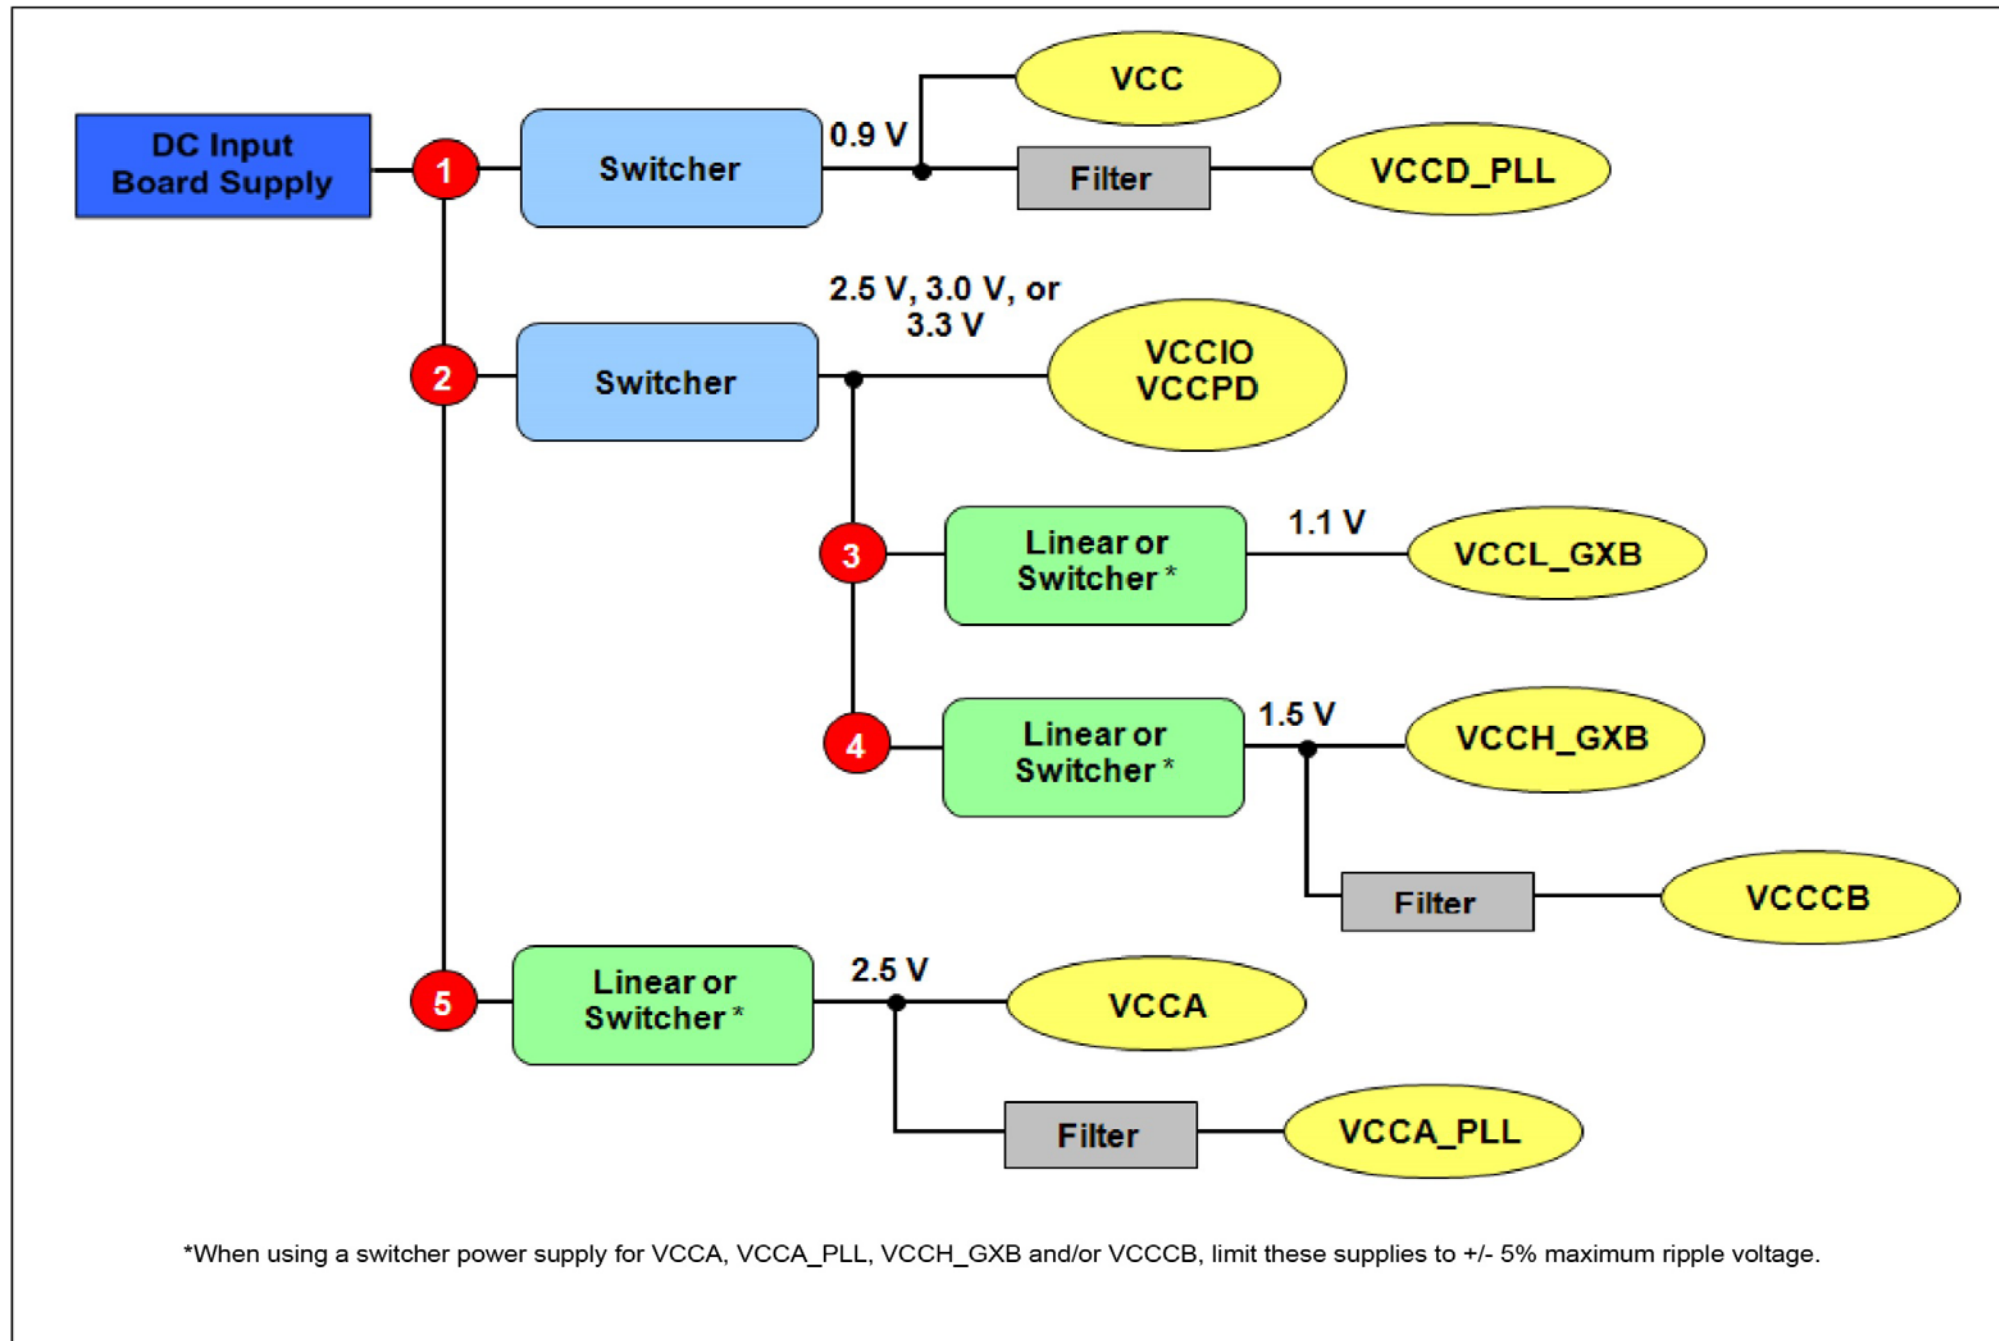 VCC
DC Input
Board Supply
1
Switcher
0.9 V
Filter
VCCD_PLL
2.5 V, 3.0 V, or
3.3 V
2
Switcher
VCCIO
VCCPD
3
Linear or
Switcher *
1.1 V
VCCL_GXB
4
Linear or
Switcher *
1.5 V
VCCH_GXB
Filter
VCCCB
5
Linear or
Switcher *
2.5 V
VCCA
Filter
VCCA_PLL
*When using a switcher power supply for VCCA, VCCA_PLL, VCCH_GXB and/or VCCCB, limit these supplies to +/- 5% maximum ripple voltage.